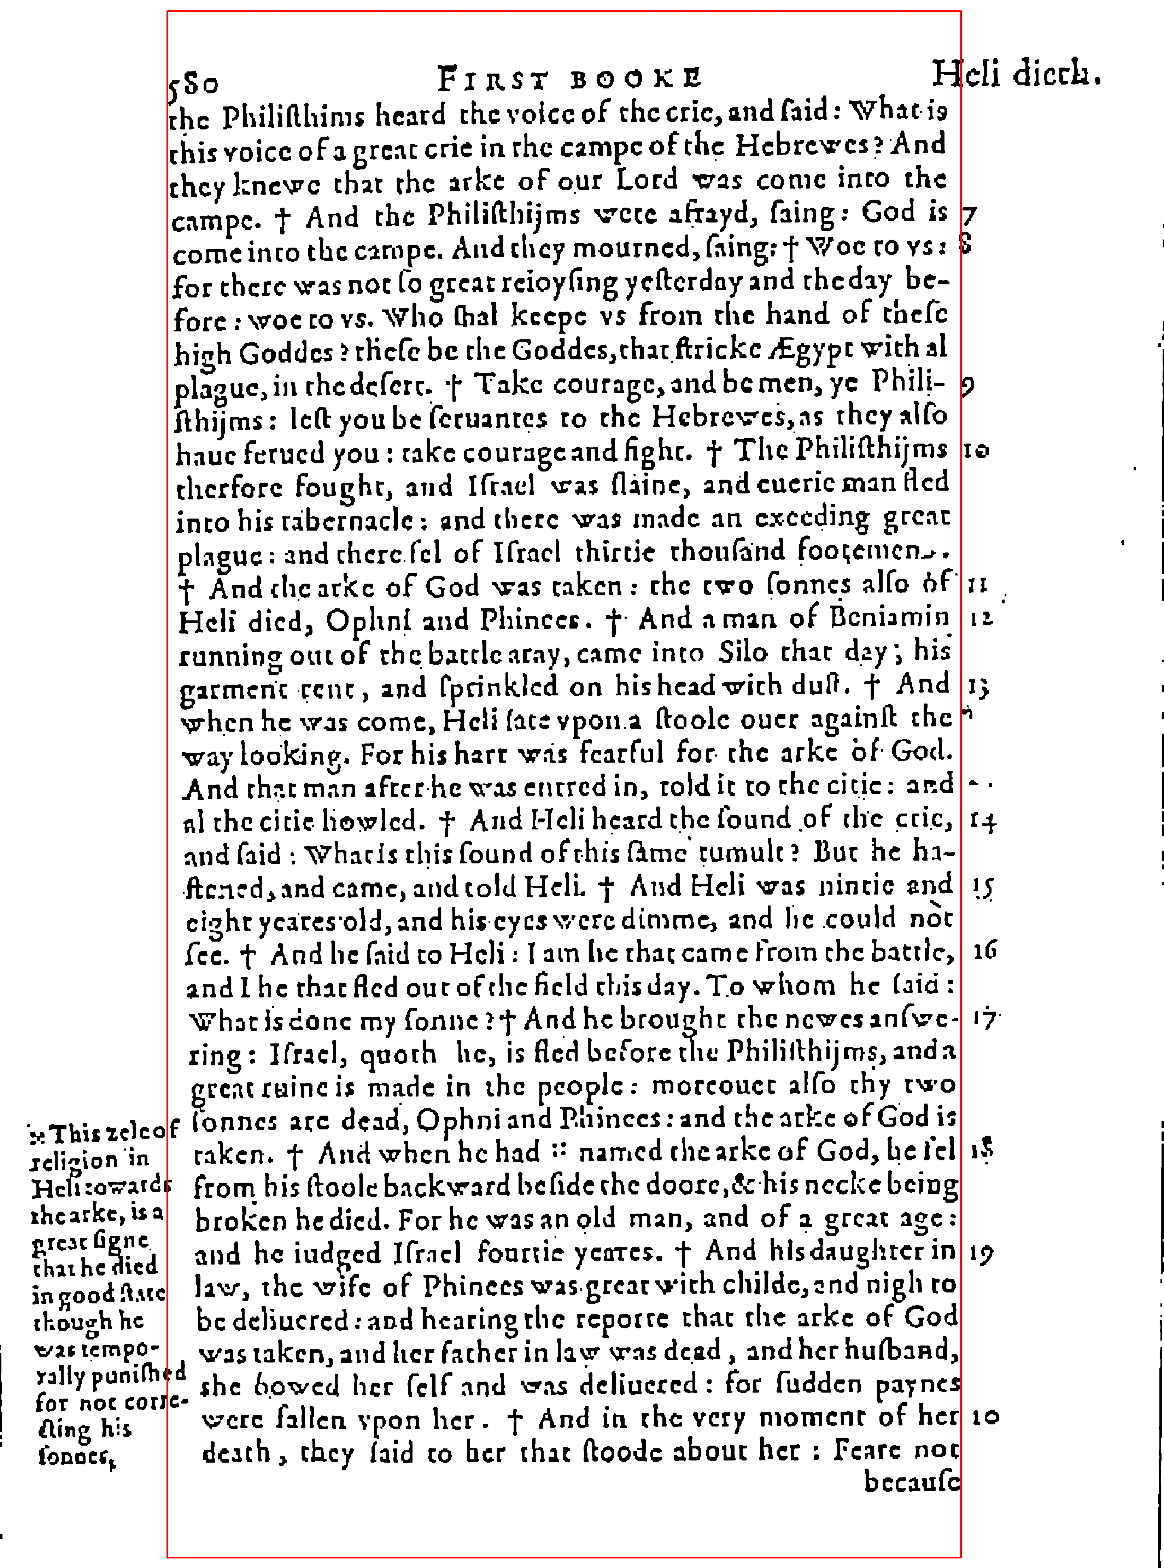 580 FIRST BOOKE Heli dieth.
the Philiſthims heard the voice of the crie, and ſaid: What is
this voice of a great crie in the campe of the Hebrewes? And
they knewe that the arke of our Lord was come into the
campe. † And the Philiſthijms were afrayd, ſaing: God is 7
come into the campe. And they mourned, ſaing: † Woe to vs: 8
for there was not ſo great reioyſing yeſterday and the day be-
fore: woe to vs. Who ſhal keepe vs from the hand of theſe
high Goddes? theſe be the Goddes, that ſtricke Ægypt with al
plague, in the deſert. † Take courage, and be men, ye Phili- 9
ſthijms: leſt you be ſeruantes to the Hebrewes, as they alſo
haue ſerued you: take courage and fight. † The Philiſthijms 10
therfore fought, and Iſrael was ſlaine, and euerie man fled
into his tabernacle: and there was made an exceding great
plague: and there fel of Iſrael thirtie thouſand footemen.
† And the arke of God was taken: the two ſonnes alſo of 11
Heli died, Ophni and Phinees. † And a man of Beniamin 12
running out of the battle aray, came into Silo that day, his
garment rent, and ſprinkled on his head with duſt. † And 13
when he was come, Heli ſate vpon a ſtoole ouer againſt the
way looking. For his hart was fearful for the arke of God.
And that man after he was entred in, told it to the citie: and
al the citie howled. † And Heli heard the ſound of the crie, 14
and ſaid: What is this ſound of this ſame tumult? But he ha-
ſtened, and came, and told Heli. † And Heli was nintie and 15
eight yeares old, and his eyes were dimme, and he could not
ſee. † And he ſaid to Heli: I am he that came from the battle, 16
and I he that fled out of the field this day. To whom he ſaid:
What is done my ſonne? † And he brought the newes anſwe- 17
ring: Iſrael, quoth he, is fled before the Philiſthijms, and a
great ruine is made in the people: moreouer alſo thy two
ſonnes are dead, Ophni and Phinees: and the arke of God is
taken. † And when he had :: named the arke of God, he fel 18
from his ſtoole backward beſide the doore, & his necke being
broken he died. For he was an old man, and of a great age:
and he iudged Iſrael fourtie yeares. † And his daughter in 19
law, the wife of Phinees was great with childe, and nigh to
be deliuered: and hearing the reporte that the arke of God
was taken, and her father in law was dead, and her huſband,
she bowed her ſelf and was deliuered: for ſudden paynes
were fallen vpon her. † And in the very moment of her 20
death, they ſaid to her that ſtoode about her: Feare not
becauſe
:: This zele of
religion in
Heli towards
the arke, is a
great ſigne
that he died
in good ſtate
though he
was tempo-
rally puniſhed
for not corre-
cting his
ſonnes,